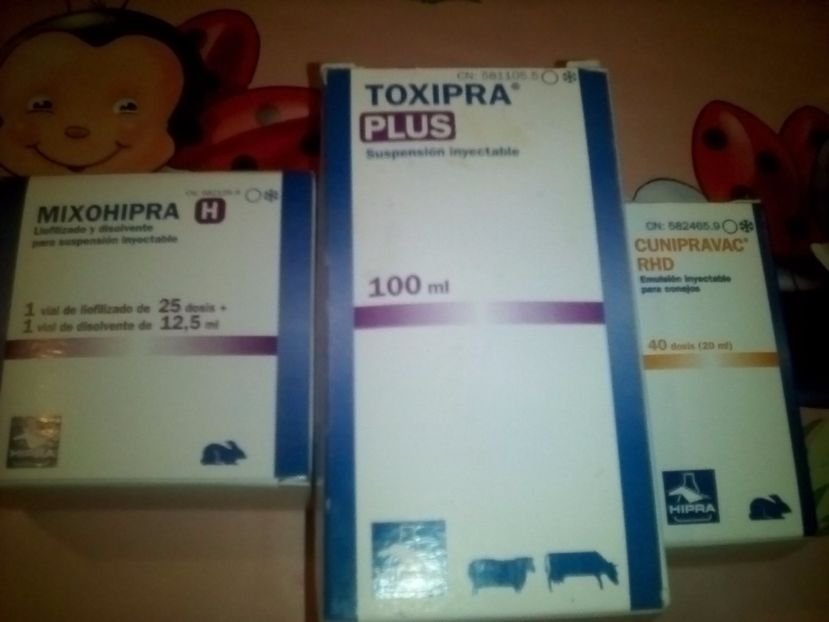 MIXOHIPRA H
Liofilizado y disolvente
para suspensión inyectable
1 vial de liofilizado de 25 dosis +
1 vial de disolvente de 12,5 ml
CN: 581105.5
TOXIPRA®
PLUS
Suspensión inyectable
100 ml
CN: 582465.9
CUNIPRAVAC®
RHD
Emulsión inyectable
para conejos
40 dosis (20 ml)
HIPRA